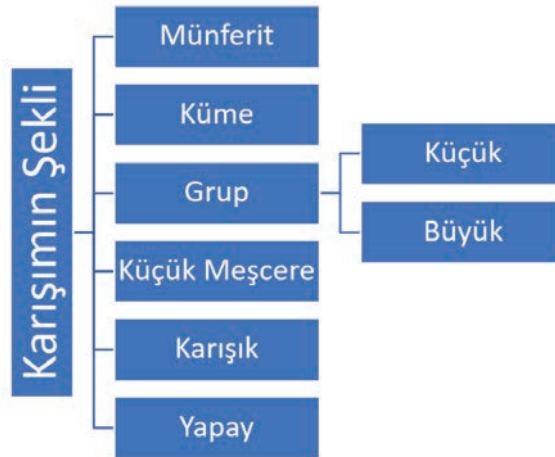 Karışımın Şekli
Münferit
Küme
Grup
Küçük
Büyük
Küçük Meşcere
Karışık
Yapay